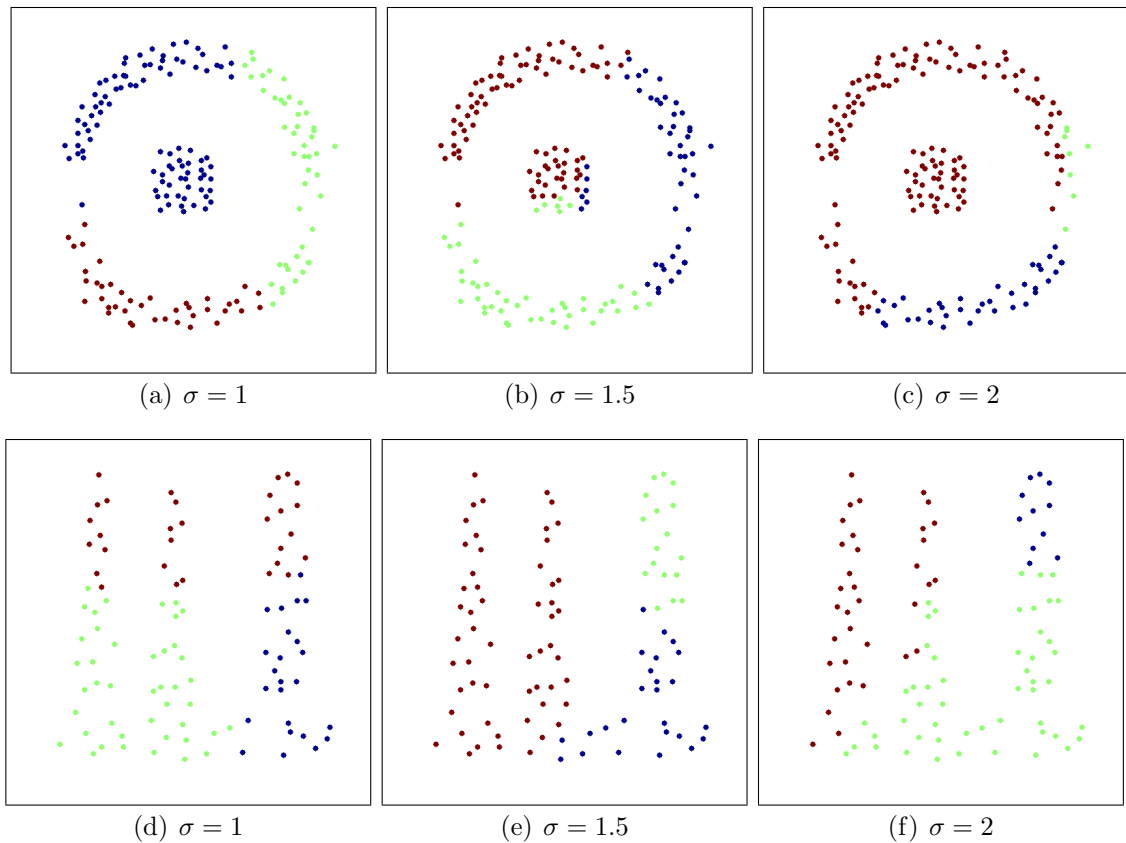 (a) σ = 1
(b) σ = 1.5
(c) σ = 2
(d) σ = 1
(e) σ = 1.5
(f) σ = 2